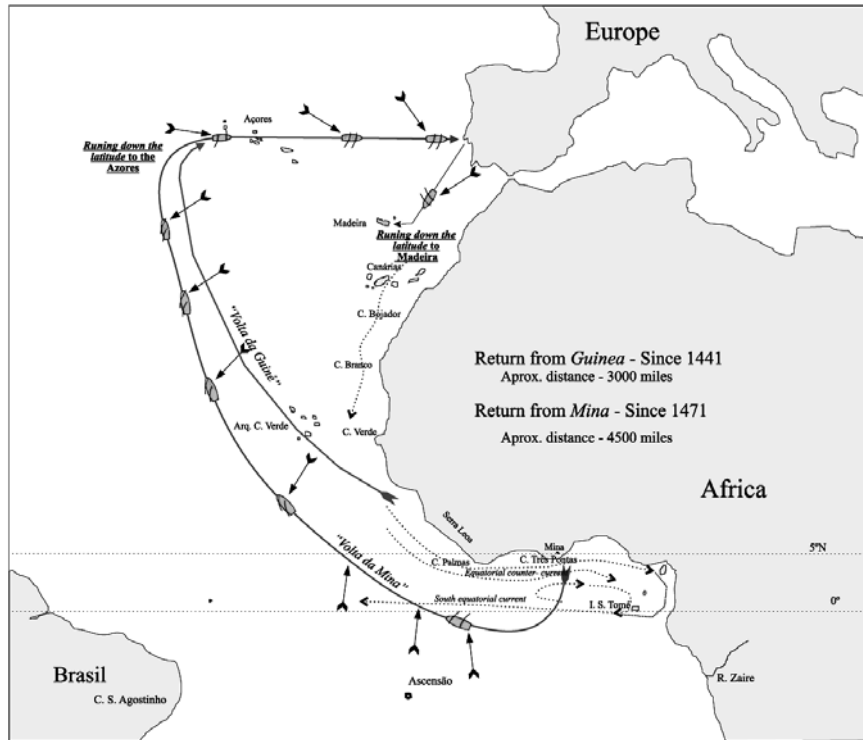 Europe
Açores
Runing down the
latitude to the
Azores
Madeira
Runing down the
latitude to
Madeira
Canárias
C. Bojador
"Volta da Guiné"
C. Branco
Return from Guinea - Since 1441
Aprox. distance - 3000 miles
Return from Mina - Since 1471
Aprox. distance - 4500 miles
Arq. C. Verde
C. Verde
Africa
Serra Leoa
Mina
5ºN
C. Palmas
C. Três Pontas
Equatorial counter- current
"Volta da Mina"
South equatorial current
I. S. Tomé
0º
Brasil
C. S. Agostinho
Ascensão
R. Zaire